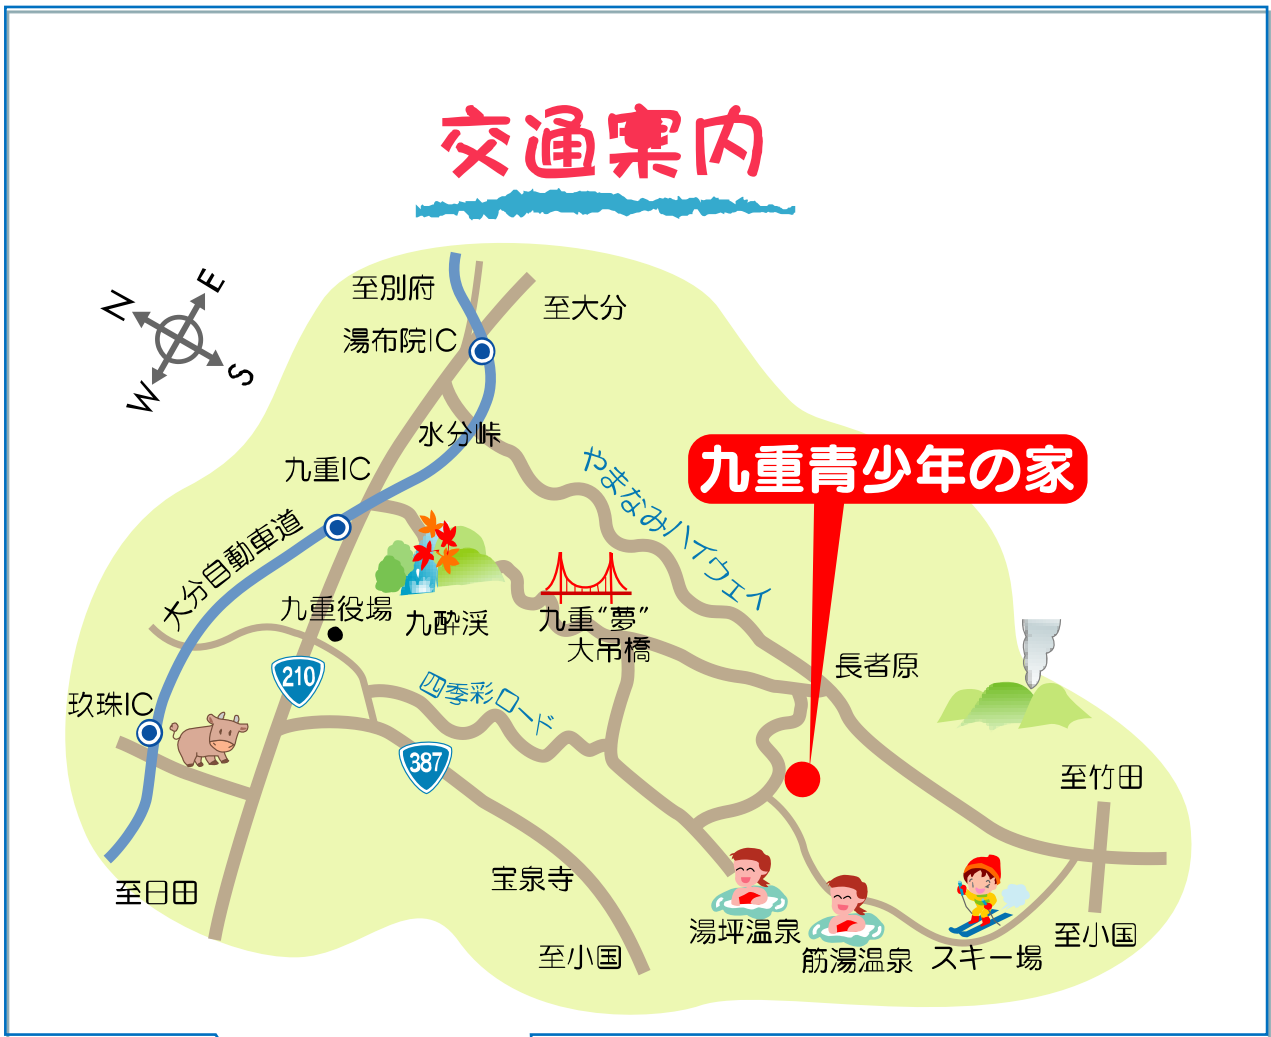 交通案内
N
E
S
W
至別府
至大分
湯布院IC
水分峠
九重IC
九重青少年の家
やまなみハイウェイ
大分自動車道
九重役場
九酔渓
九重“夢”
大吊橋
長者原
210
四季彩ロード
玖珠IC
387
至竹田
至日田
宝泉寺
湯坪温泉
至小国
筋湯温泉
スキー場
至小国